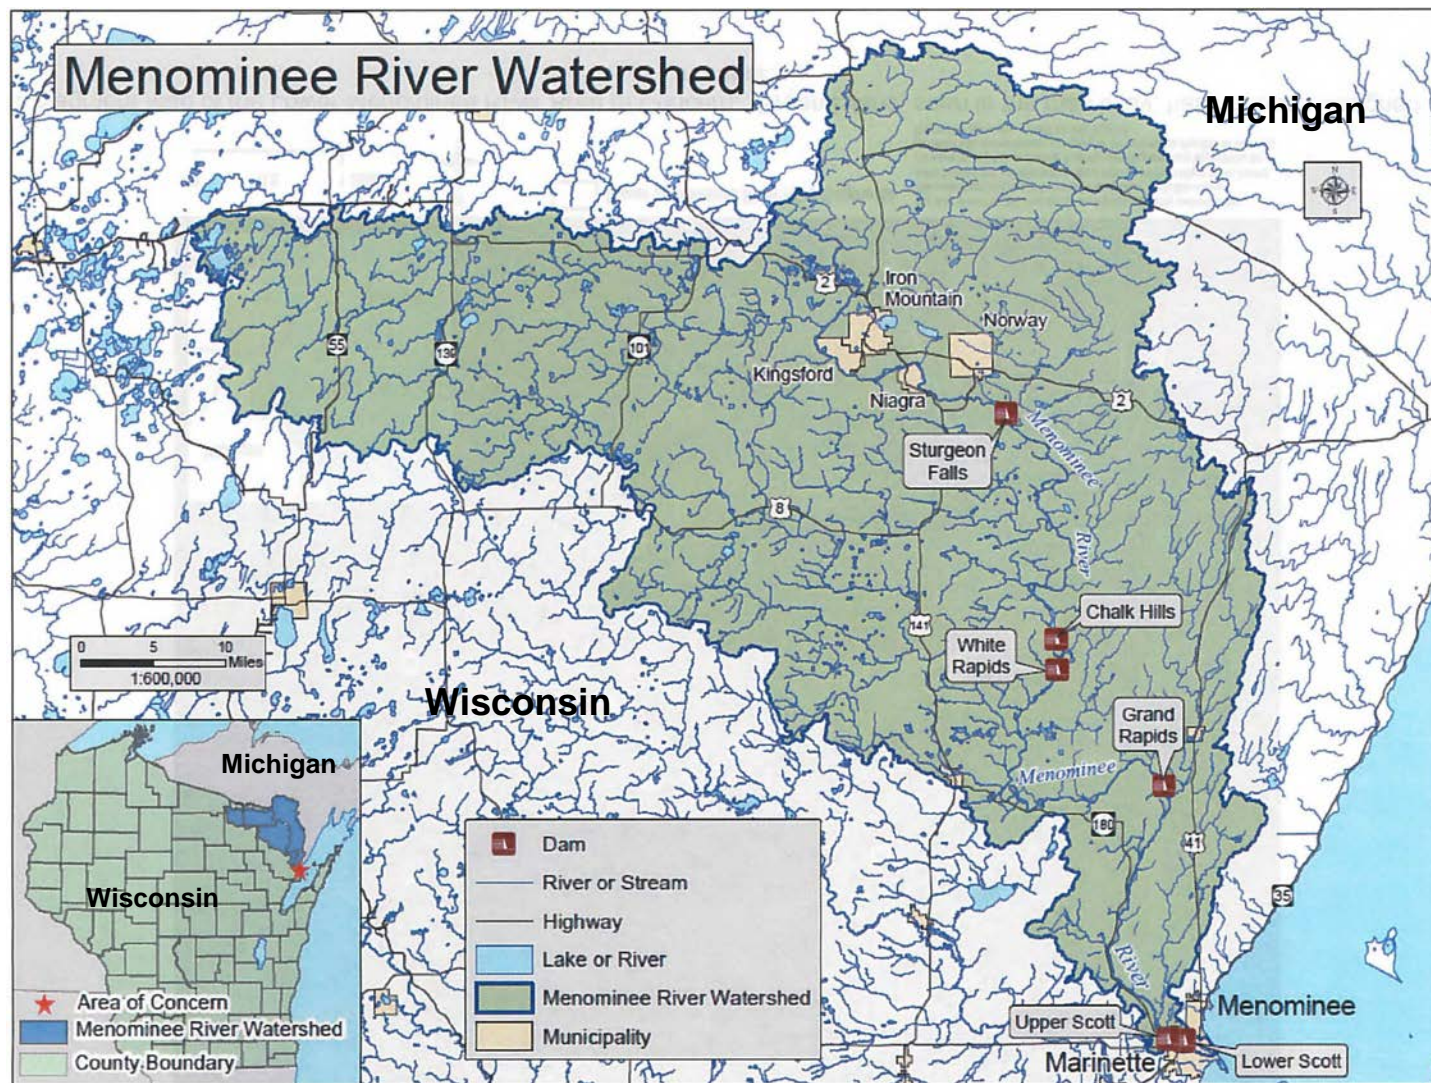 Menominee River Watershed
Michigan
N
W
E
S
2
Iron
Mountain
Norway
55
139
101
Kingsford
Niagra
2
Sturgeon
Falls
Menominee
River
8
141
Chalk Hills
White
Rapids
0 5 10
Miles
1:600,000
Wisconsin
Grand
Rapids
Menominee
180
41
35
River
Michigan
Wisconsin
Area of Concern
Menominee River Watershed
County Boundary
Dam
River or Stream
Highway
Lake or River
Menominee River Watershed
Municipality
Upper Scott
Menominee
Marinette
Lower Scott